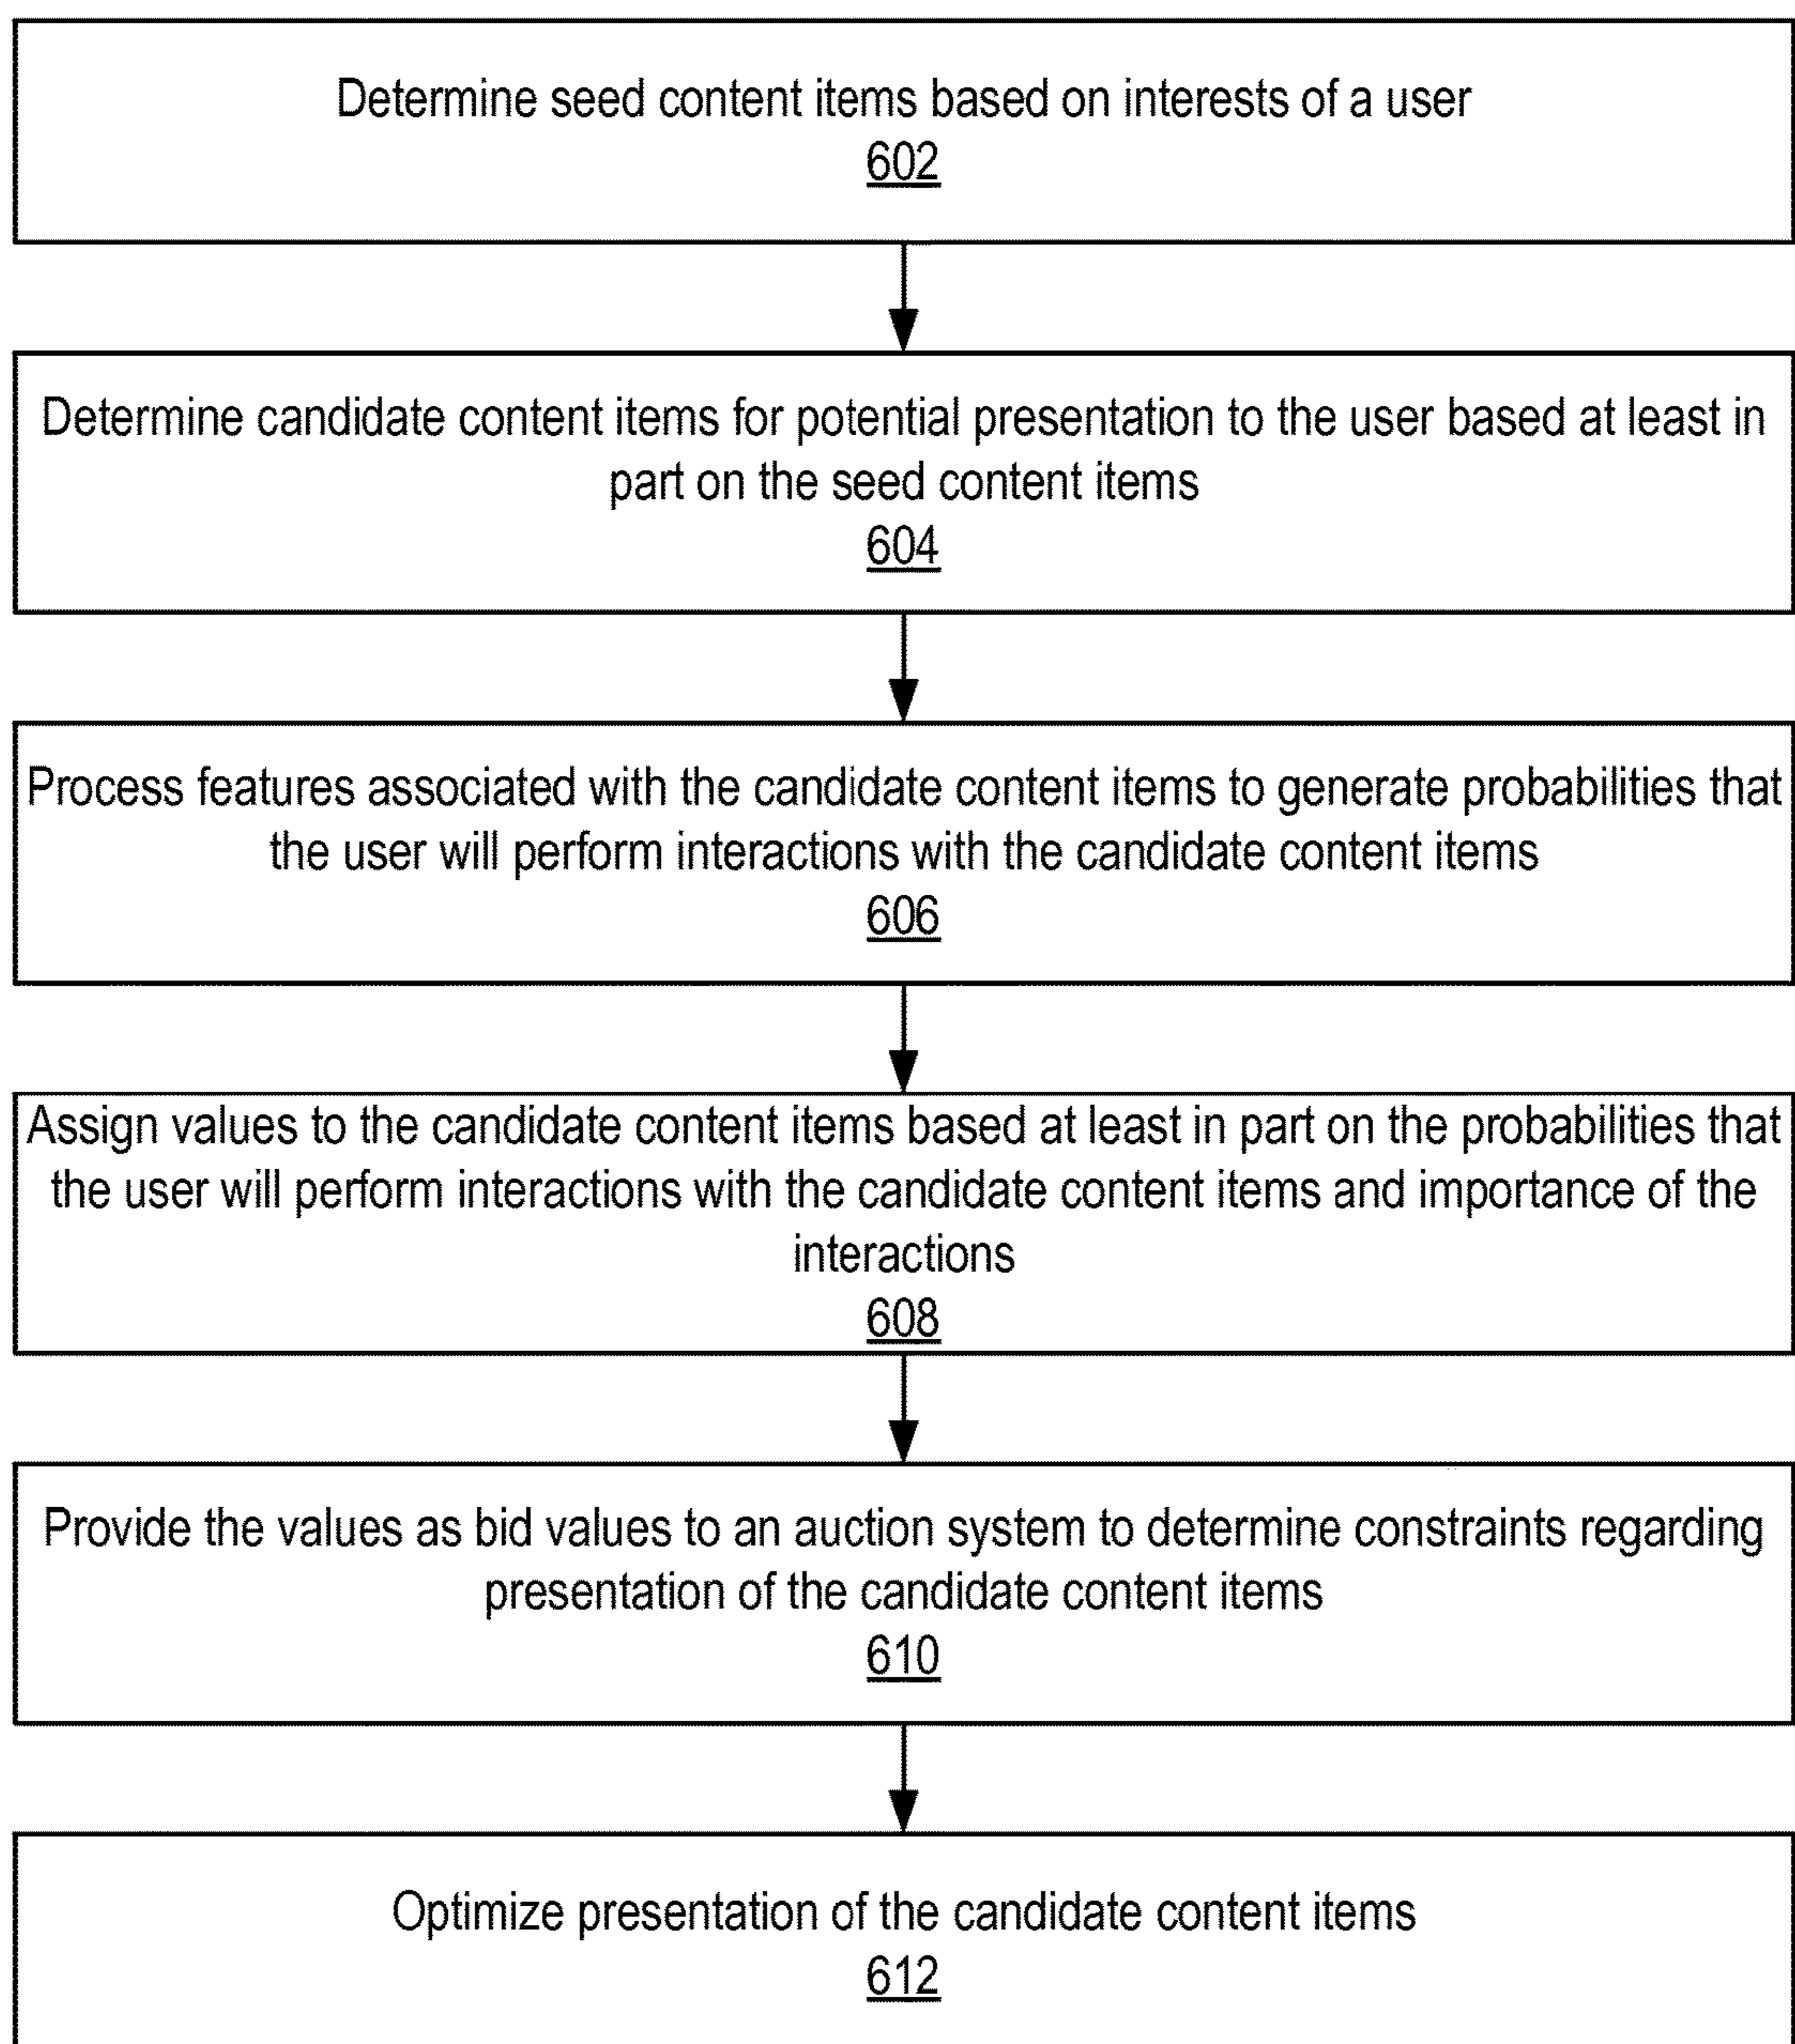 Determine seed content items based on interests of a user
602
Determine candidate content items for potential presentation to the user based at least in
part on the seed content items
604
Process features associated with the candidate content items to generate probabilities that
the user will perform interactions with the candidate content items
606
Assign values to the candidate content items based at least in part on the probabilities that
the user will perform interactions with the candidate content items and importance of the
interactions
608
Provide the values as bid values to an auction system to determine constraints regarding
presentation of the candidate content items
610
Optimize presentation of the candidate content items
612